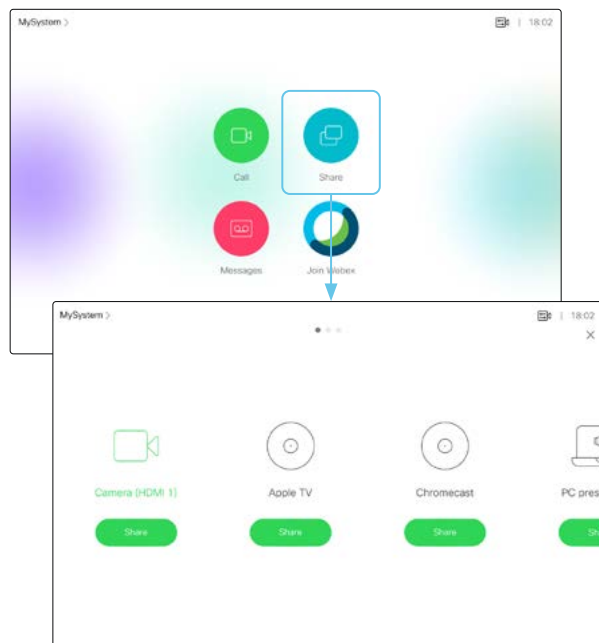 MySystem >
18:02
Call
Share
Messages
Join Webex
MySystem >
18:02
Camera (HDMI 1)
Apple TV
Chromecast
PC pres
Share
Share
Share
Sh